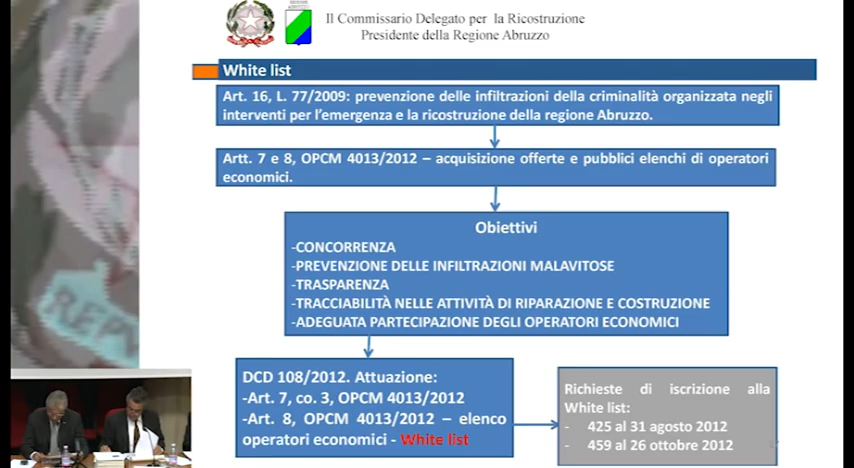 Il Commissario Delegato per la Ricostruzione
Presidente della Regione Abruzzo
White list
Art. 16, L. 77/2009: prevenzione delle infiltrazioni della criminalità organizzata negli
interventi per l'emergenza e la ricostruzione della regione Abruzzo.
Artt. 7 e 8, OPCM 4013/2012 – acquisizione offerte e pubblici elenchi di operatori
economici.
Obiettivi
-CONCORRENZA
-PREVENZIONE DELLE INFILTRAZIONI MALAVITOSE
-TRASPARENZA
-TRACCIABILITÀ NELLE ATTIVITÀ DI RIPARAZIONE E COSTRUZIONE
-ADEGUATA PARTECIPAZIONE DEGLI OPERATORI ECONOMICI
DCD 108/2012. Attuazione:
-Art. 7, co. 3, OPCM 4013/2012
-Art. 8, OPCM 4013/2012 – elenco
operatori economici - White list
Richieste di iscrizione alla
White list:
- 425 al 31 agosto 2012
- 459 al 26 ottobre 2012